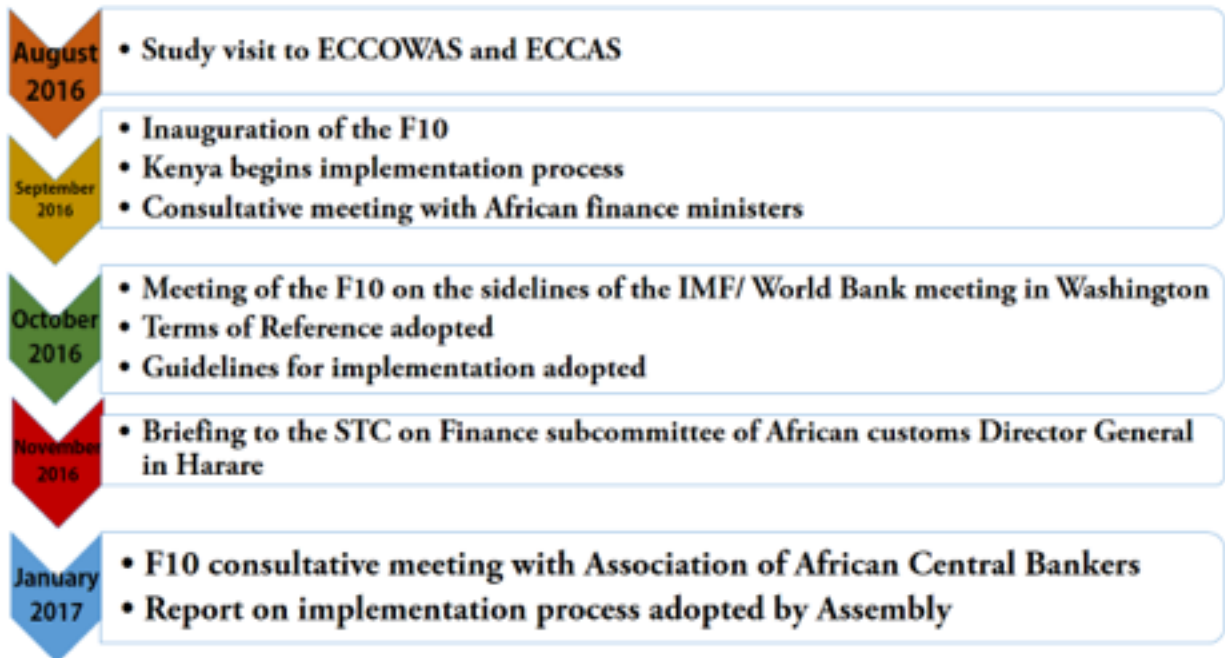 August
2016
• Study visit to ECCOWAS and ECCAS
September
2016
• Inauguration of the F10
• Kenya begins implementation process
• Consultative meeting with African finance ministers
October
2016
• Meeting of the F10 on the sidelines of the IMF/ World Bank meeting in Washington
• Terms of Reference adopted
• Guidelines for implementation adopted
November
2016
• Briefing to the STC on Finance subcommittee of African customs Director General
in Harare
January
2017
• F10 consultative meeting with Association of African Central Bankers
• Report on implementation process adopted by Assembly